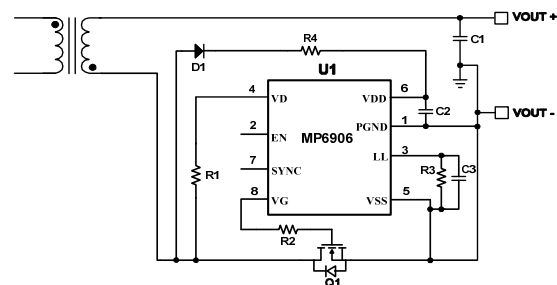 VOUT +
R4
C1
D1
U1
4
VD
VDD
6
C2
VOUT -
PGND
1
2
EN
MP6906
LL
3
R1
7
SYNC
R3
C3
8
VG
VSS
5
R2
Q1